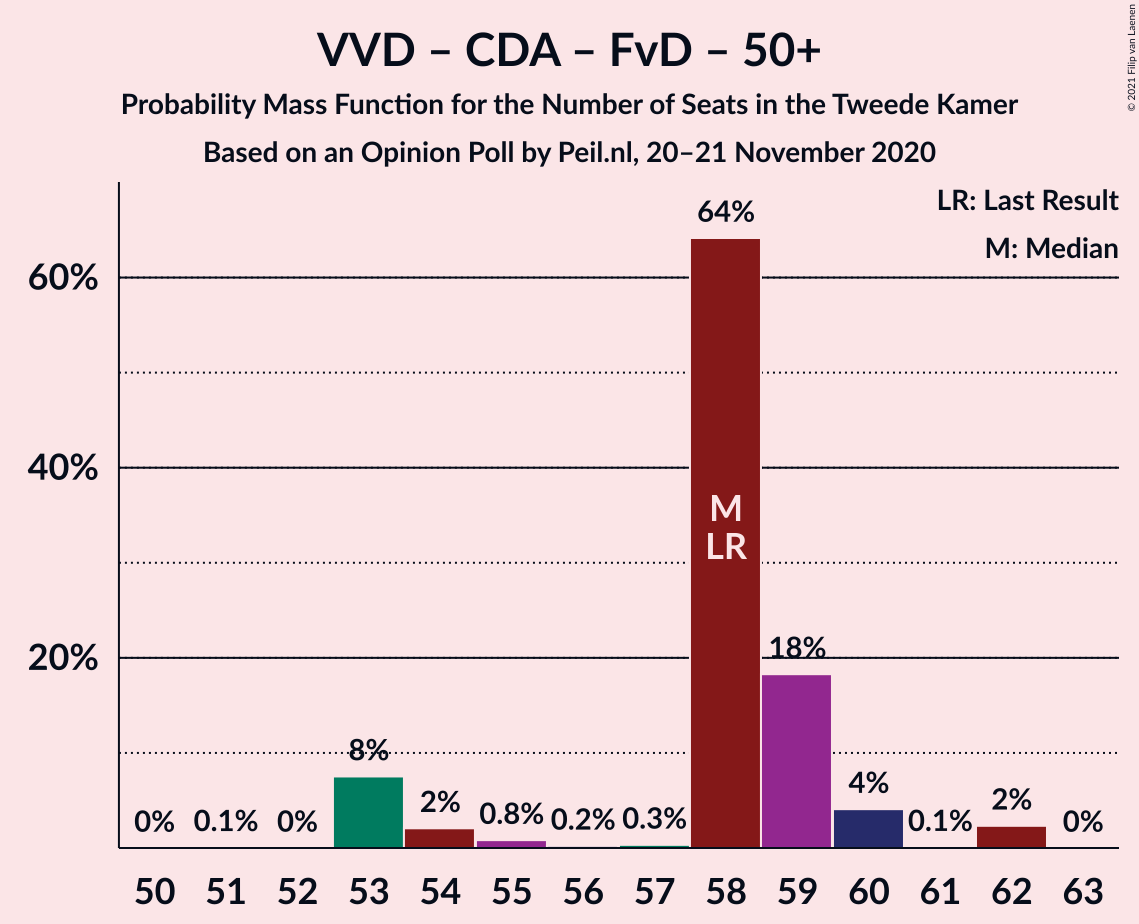 VVD – CDA – FvD – 50+
Probability Mass Function for the Number of Seats in the Tweede Kamer
Based on an Opinion Poll by Peil.nl, 20–21 November 2020
© 2021 Filip van Laenen
LR: Last Result
M: Median
60%
40%
20%
0%
0.1%
0%
8%
2%
0.8%
0.2%
0.3%
64%
M
LR
18%
4%
0.1%
2%
0%
50 51 52 53 54 55 56 57 58 59 60 61 62 63